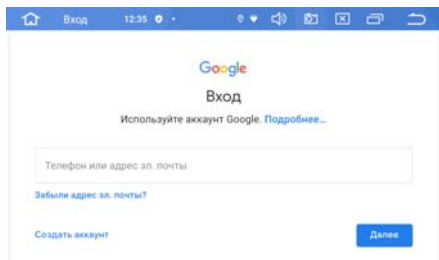 Вход 12:35
Google
Вход
Используйте аккаунт Google. Подробнее...
Телефон или адрес эл. почты
Забыли адрес эл. почты?
Создать аккаунт
Далее